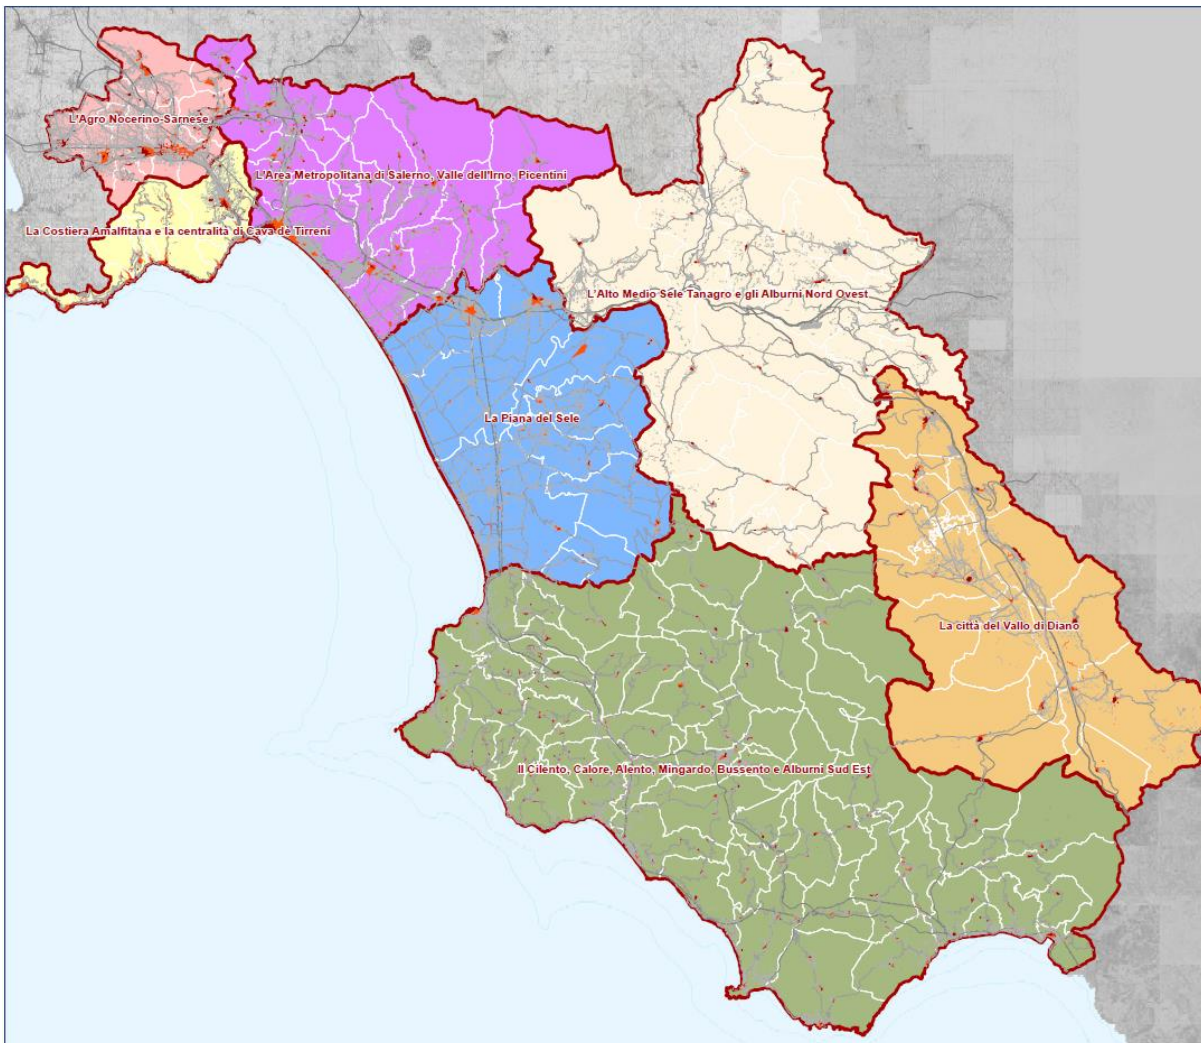 L'Agro Nocerino-Sarnese
L'Area Metropolitana di Salerno, Valle dell'Irno, Picentini
La Costiera Amalfitana e la centralità di Cava de Tirreni
L'Alto Medio Sele Tanagro e gli Alburni Nord Ovest
La Piana del Sele
La città del Vallo di Diano
Il Cilento, Calore, Alento, Mingardo, Bussento e Alburni Sud Est